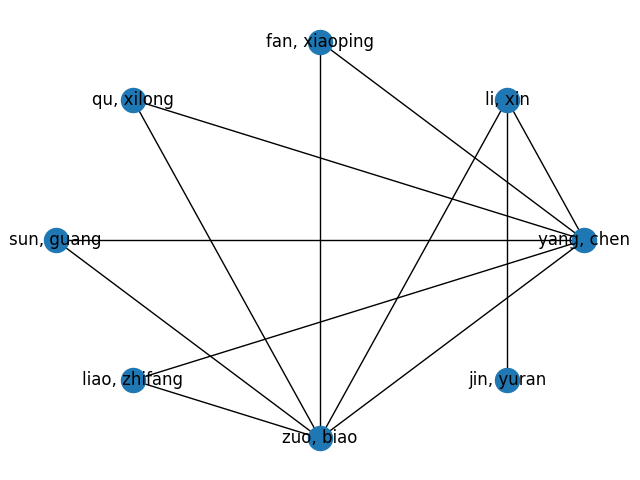 fan, xiaoping
qu, xilong
li, xin
sun, guang
yang, chen
liao, zhifang
jin, yuran
zuo, biao